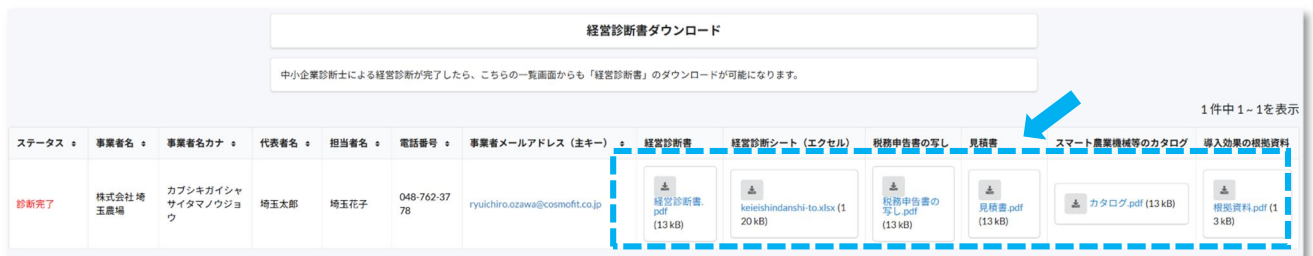 経営診断書ダウンロード
中小企業診断士による経営診断が完了したら、こちらの一覧画面からも「経営診断書」のダウンロードが可能になります。
1件中 1 ~ 1を表示
ステータス 事業者名 事業者名カナ 代表者名 担当者名 電話番号 事業者メールアドレス（主キー） 経営診断書 経営診断シート（エクセル） 税務申告書の写し 見積書 スマート農業機械等のカタログ 導入効果の根拠資料
診断完了
株式会社 埼
玉農場
カブシキガイシャ
サイタマノウジョ
ウ
埼玉太郎
埼玉花子
048-762-37
78
ryuichiro.ozawa@cosmofit.co.jp
経営診断書.
pdf
(13 kB)
keieishindanshi-to.xlsx (1
20 kB)
税務申告書の
写し.pdf
(13 kB)
見積書.pdf
(13 kB)
カタログ.pdf (13 kB)
根拠資料.pdf (1
3 kB)